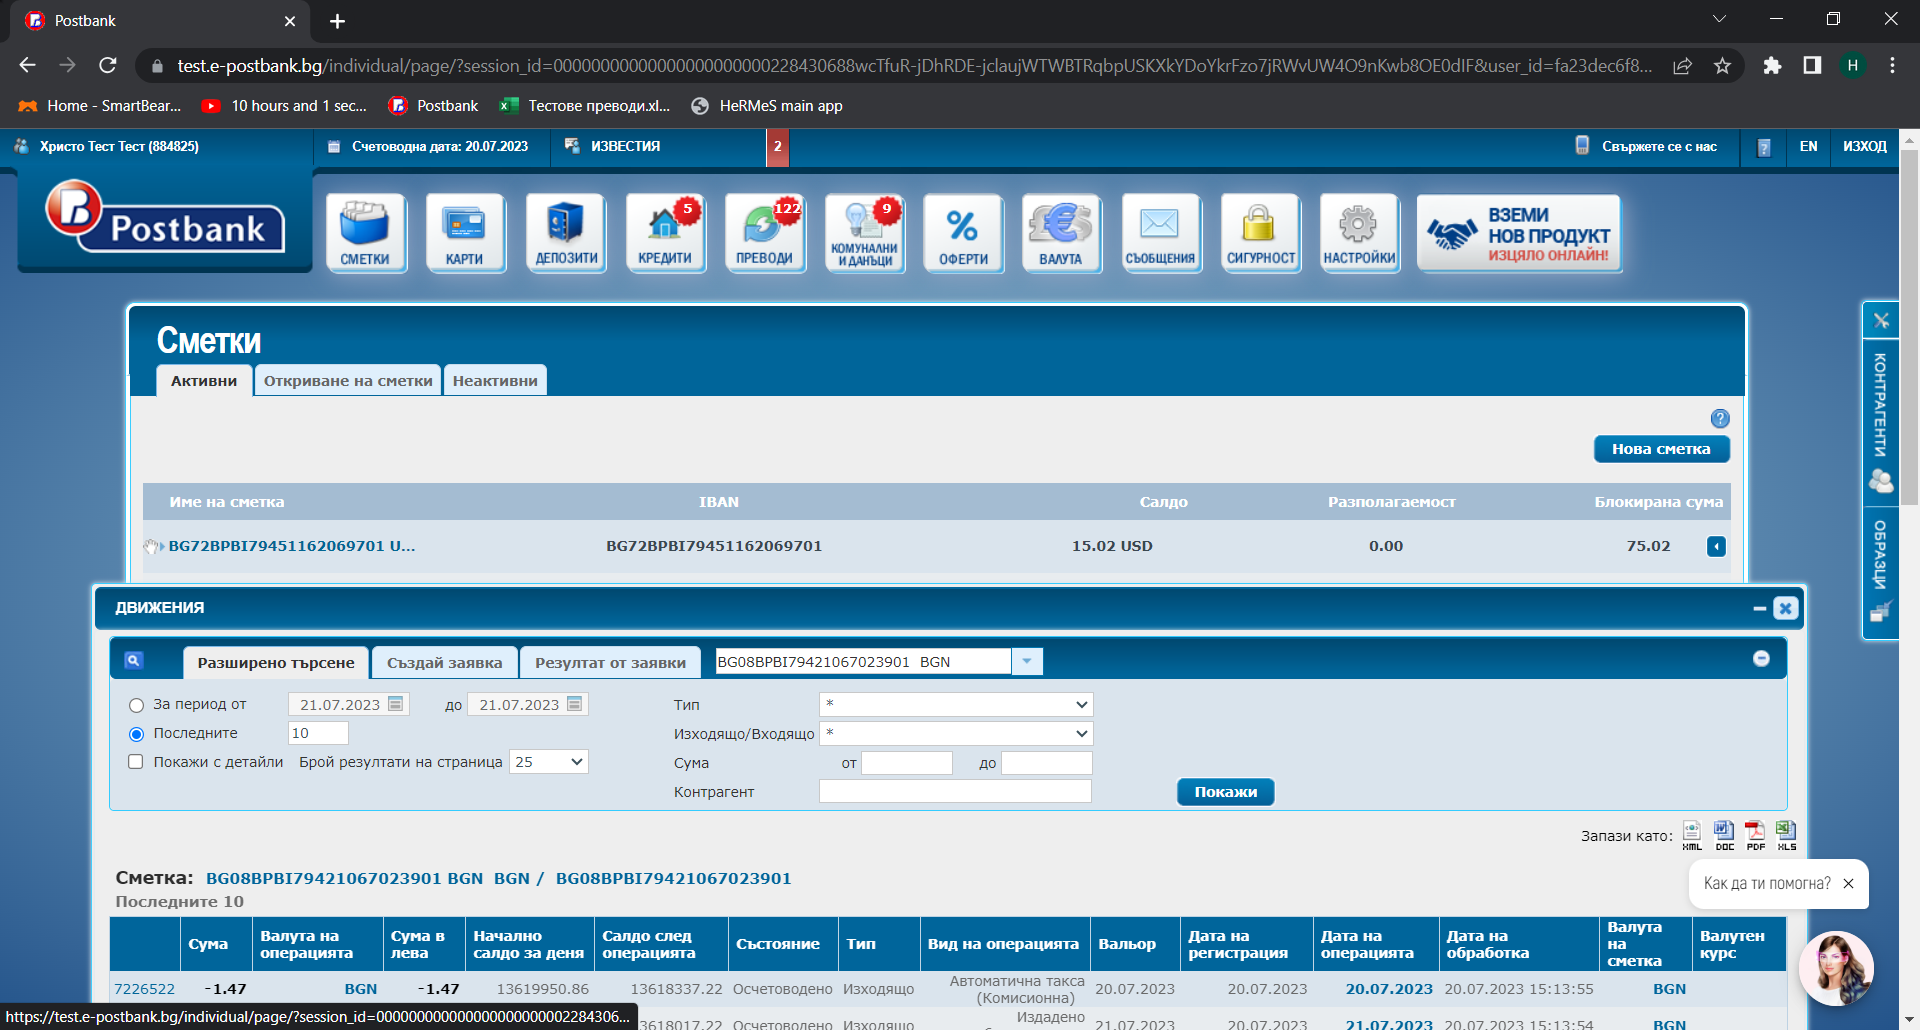 Postbank
test.e-postbank.bg/individual/page/?session_id=
Home - SmartBear...
10 hours and 1 sec...
Postbank
Тестове преводи.xl...
HeRMeS main app
H
Христо Тест Тест (884825)
Счетоводна дата: 20.07.2023
ИЗВЕСТИЯ
2
Свържете се с нас
EN
ИЗХОД
Postbank
СМЕТКИ
КАРТИ
ДЕПОЗИТИ
5
КРЕДИТИ
122
ПРЕВОДИ
9
КОМУНАЛНИ
И ДАНЪЦИ
ОФЕРТИ
ВАЛУТА
СЪОБЩЕНИЯ
СИГУРНОСТ
НАСТРОЙКИ
ВЗЕМИ
НОВ ПРОДУКТ
ИЗЦЯЛО ОНЛАЙН!
КОНТРАГЕНТИ
ОБРАЗЦИ
Сметки
Активни
Откриване на сметки
Неактивни
Нова сметка
Име на сметка IBAN Салдо Разполагаемост Блокирана сума
BG72BPBI79451162069701 U... BG72BPBI79451162069701 15.02 USD 0.00 75.02
ДВИЖЕНИЯ
Разширено търсене
Създай заявка
Резултат от заявки
BG08BPBI79421067023901 BGN
За период от 21.07.2023 до 21.07.2023 Тип *
Последните 10 Изходящо/Входящо *
Покажи с детайли Брой резултати на страница 25 Сума от до
Контрагент
Покажи
Запази като: XML DOC PDF XLS
Как да ти помогна?
Сметка: BG08BPBI79421067023901 BGN BGN / BG08BPBI79421067023901
Последните 10
Сума
Валута на операцията
Сума в лева
Начално салдо за деня
Салдо след операцията
Състояние
Тип
Вид на операцията
Вальор
Дата на регистрация
Дата на операцията
Дата на обработка
Валута на сметка
Валутен курс
7226522 -1.47 BGN -1.47 13619950.86 13618337.22 Осчетоводено Изходящо Автоматична такса (Комисионна) 20.07.2023 20.07.2023 20.07.2023 20.07.2023 15:13:55 BGN
3618017.22 Осчетоводено Изходящо Издадено 21.07.2023 20.07.2023 21.07.2023 20.07.2023 15:13:54 BGN
https://test.e-postbank.bg/individual/page/?session_id=